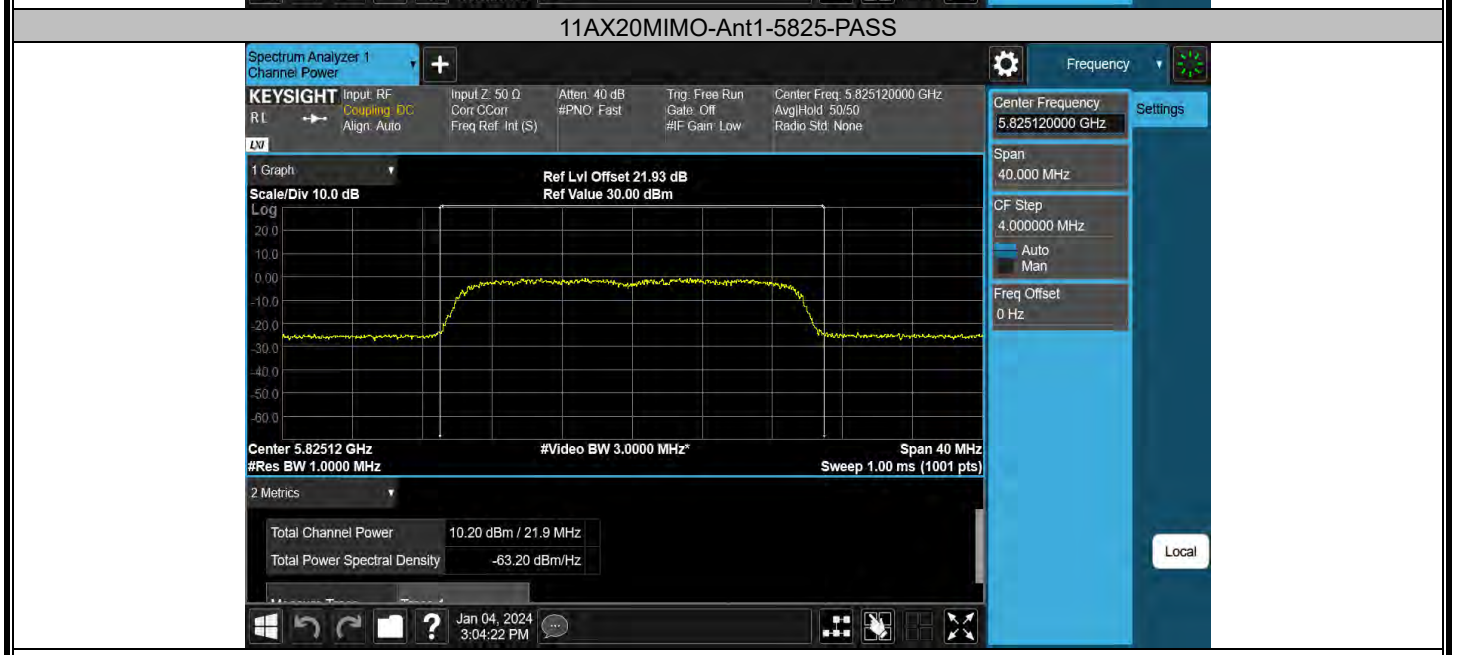 11AX20MIMO-Ant1-5825-PASS
Spectrum Analyzer 1
Channel Power
Frequency
KEYSIGHT
RL
LXI
Input: RF
Coupling: DC
Align: Auto
Input Z: 50 Ω
Corr CCorr
Freq Ref: Int (S)
Atten: 40 dB
#PNO: Fast
Trig: Free Run
Gate: Off
#IF Gain: Low
Center Freq: 5.825120000 GHz
Avg|Hold: 50/50
Radio Std: None
Center Frequency
5.825120000 GHz
Settings
Span
40.000 MHz
CF Step
4.000000 MHz
Auto
Man
Freq Offset
0 Hz
1 Graph
Scale/Div 10.0 dB
Ref Lvl Offset 21.93 dB
Ref Value 30.00 dBm
Log
20.0
10.0
0.00
-10.0
-20.0
-30.0
-40.0
-50.0
-60.0
Center 5.82512 GHz
#Video BW 3.0000 MHz*
Span 40 MHz
#Res BW 1.0000 MHz
Sweep 1.00 ms (1001 pts)
2 Metrics
Total Channel Power 10.20 dBm / 21.9 MHz
Total Power Spectral Density -63.20 dBm/Hz
Local
Jan 04, 2024
3:04:22 PM